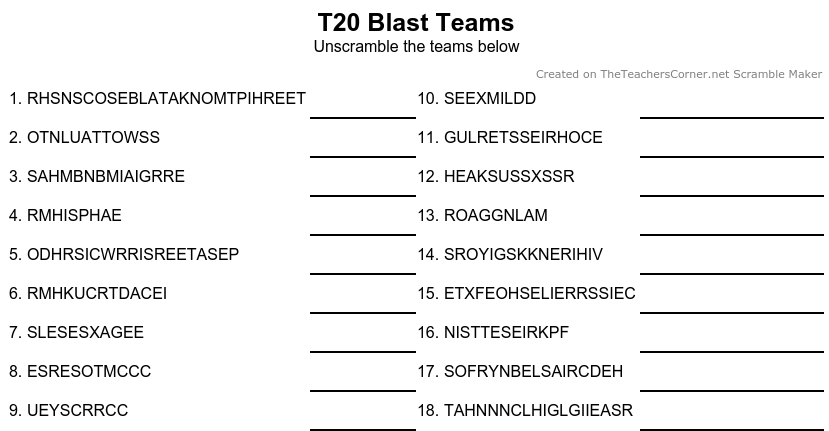 T20 Blast Teams
Unscramble the teams below
Created on TheTeachersCorner.net Scramble Maker
1. RHSNSCOSEBLATAKNOMTPIHREET
2. OTNLUATTOWSS
3. SAHMBNBMIAIGRRE
4. RMHISPHAE
5. ODHRSICWRRISREETASEP
6. RMHKUCRTDACEI
7. SLESESXAGEE
8. ESRESOTMCCC
9. UEYSCRRCC
10. SEEXMILDD
11. GULRETSSEIRHOCE
12. HEAKSUSSXSSR
13. ROAGGNLAM
14. SROYIGSKKNERIHIV
15. ETXFEOHSELIERRSSIEC
16. NISTTESEIRKPF
17. SOFRYNBELSAIRCDEH
18. TAHNNNCLHIGLGIIEASR